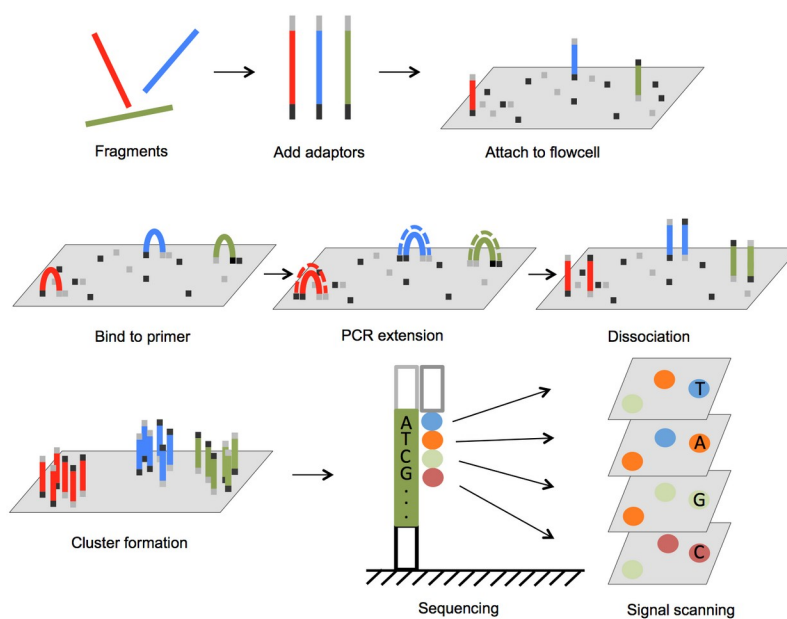 Fragments
Add adaptors
Attach to flowcell
Bind to primer
PCR extension
Dissociation
Cluster formation
A
T
C
G
.
.
.
T
A
G
C
Sequencing
Signal scanning